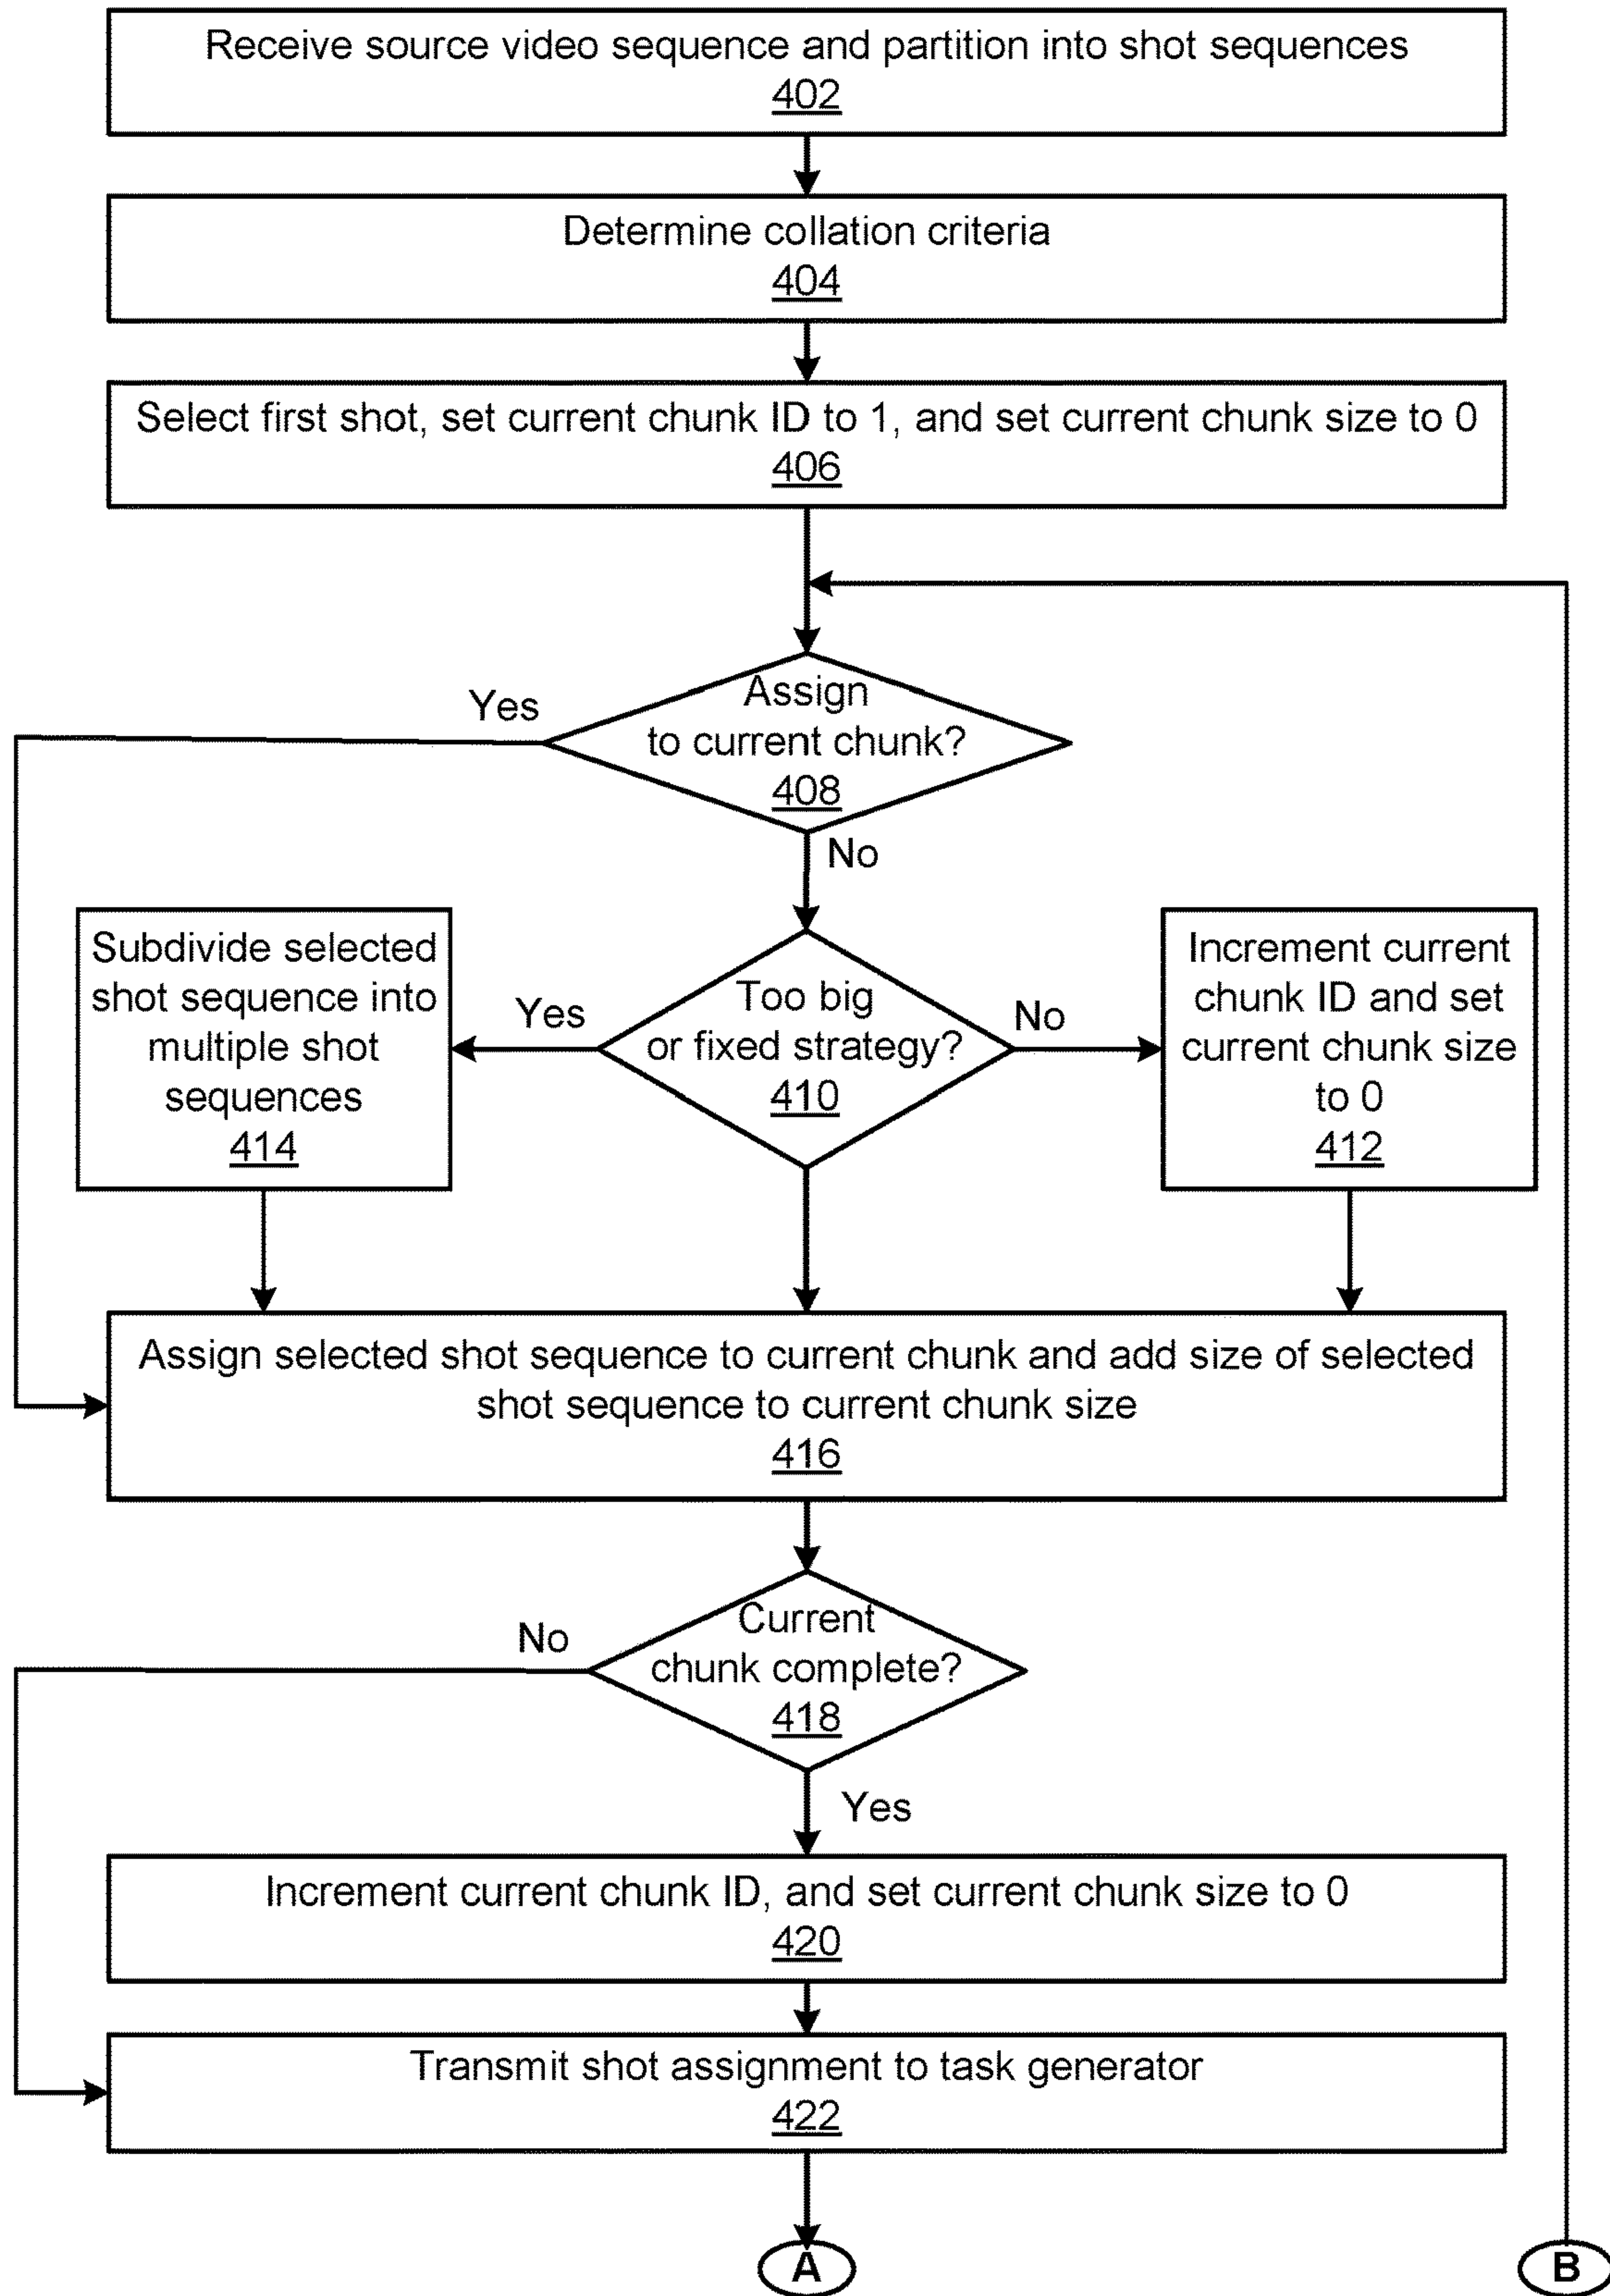 Receive source video sequence and partition into shot sequences
402
Determine collation criteria
404
Select first shot, set current chunk ID to 1, and set current chunk size to 0
406
Yes
Assign
to current chunk?
408
No
Subdivide selected
shot sequence into
multiple shot
sequences
414
Yes
Too big
or fixed strategy?
410
No
Increment current
chunk ID and set
current chunk size
to 0
412
Assign selected shot sequence to current chunk and add size of selected
shot sequence to current chunk size
416
No
Current
chunk complete?
418
Yes
Increment current chunk ID, and set current chunk size to 0
420
Transmit shot assignment to task generator
422
A
B